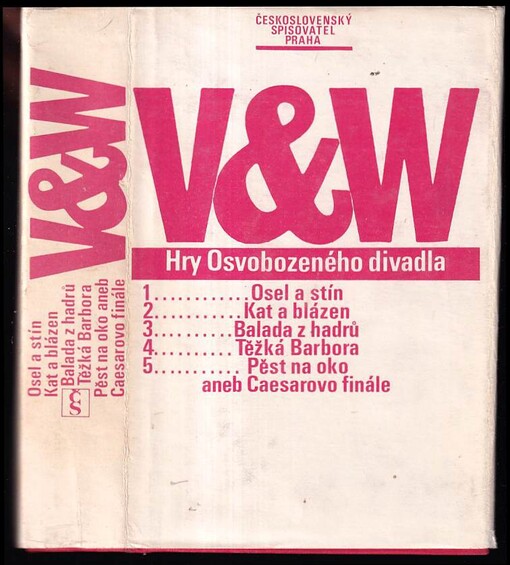 ČESKOSLOVENSKÝ
SPISOVATEL
PRAHA
V&W
Hry Osvobozeného divadla
1............Osel a stín
2............Kat a blázen
3............Balada z hadrů
4............Těžká Barbora
5............Pěst na oko
aneb Caesarovo finále
V&W
Osel a stín
Kat a blázen
Balada z hadrů
Těžká Barbora
Pěst na oko aneb
Caesarovo finále
ČS